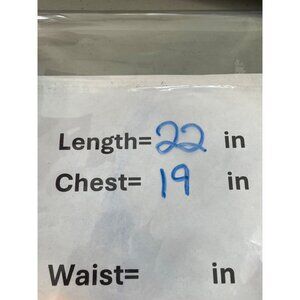 Length= 22 in
Chest= 19 in
Waist= in